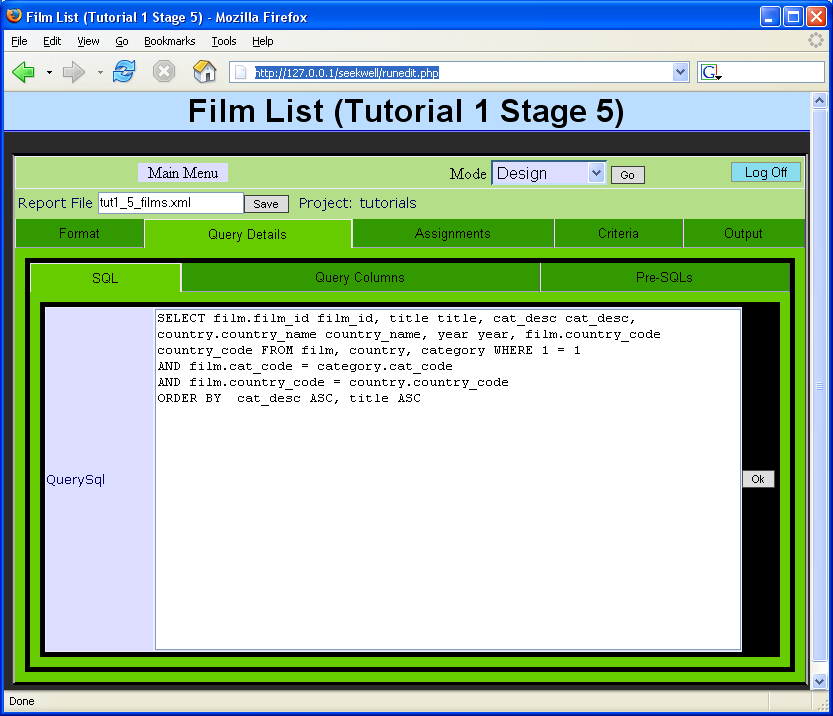 Film List (Tutorial 1 Stage 5) - Mozilla Firefox
File Edit View Go Bookmarks Tools Help
http://127.0.0.1/seekwell/runedit.php
G
Film List (Tutorial 1 Stage 5)
Main Menu Mode Design Go Log Off
Report File tut1_5_films.xml Save Project: tutorials
Format Query Details Assignments Criteria Output
SQL Query Columns Pre-SQLs
SELECT film.film_id film_id, title title, cat_desc cat_desc,
country.country_name country_name, year year, film.country_code
country_code FROM film, country, category WHERE 1 = 1
AND film.cat_code = category.cat_code
AND film.country_code = country.country_code
ORDER BY  cat_desc ASC, title ASC
QuerySql Ok
Done